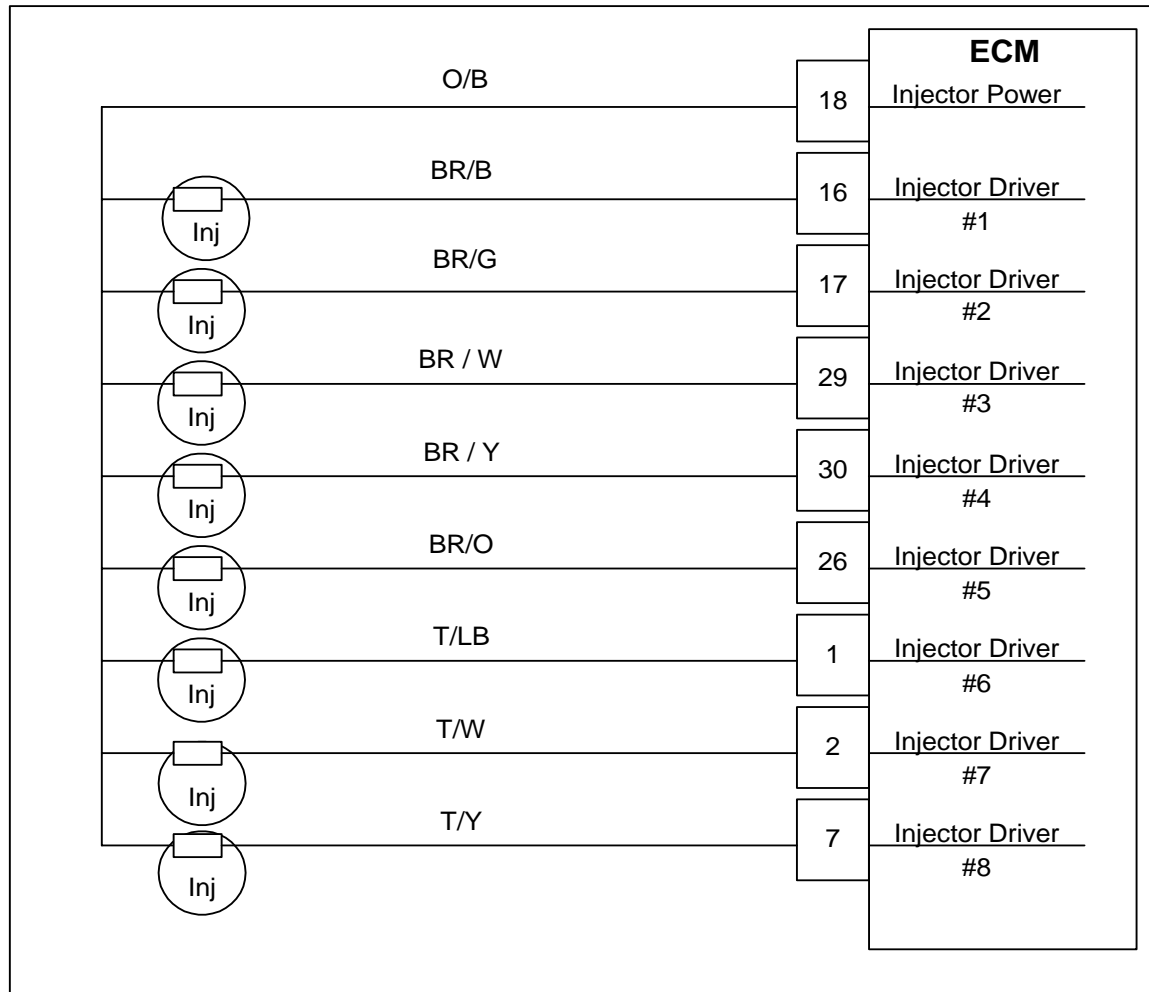 ECM
O/B
18
Injector Power
BR/B
16
Injector Driver
#1
Inj
BR/G
17
Injector Driver
#2
Inj
BR / W
29
Injector Driver
#3
Inj
BR / Y
30
Injector Driver
#4
Inj
BR/O
26
Injector Driver
#5
Inj
T/LB
1
Injector Driver
#6
Inj
T/W
2
Injector Driver
#7
Inj
T/Y
7
Injector Driver
#8
Inj